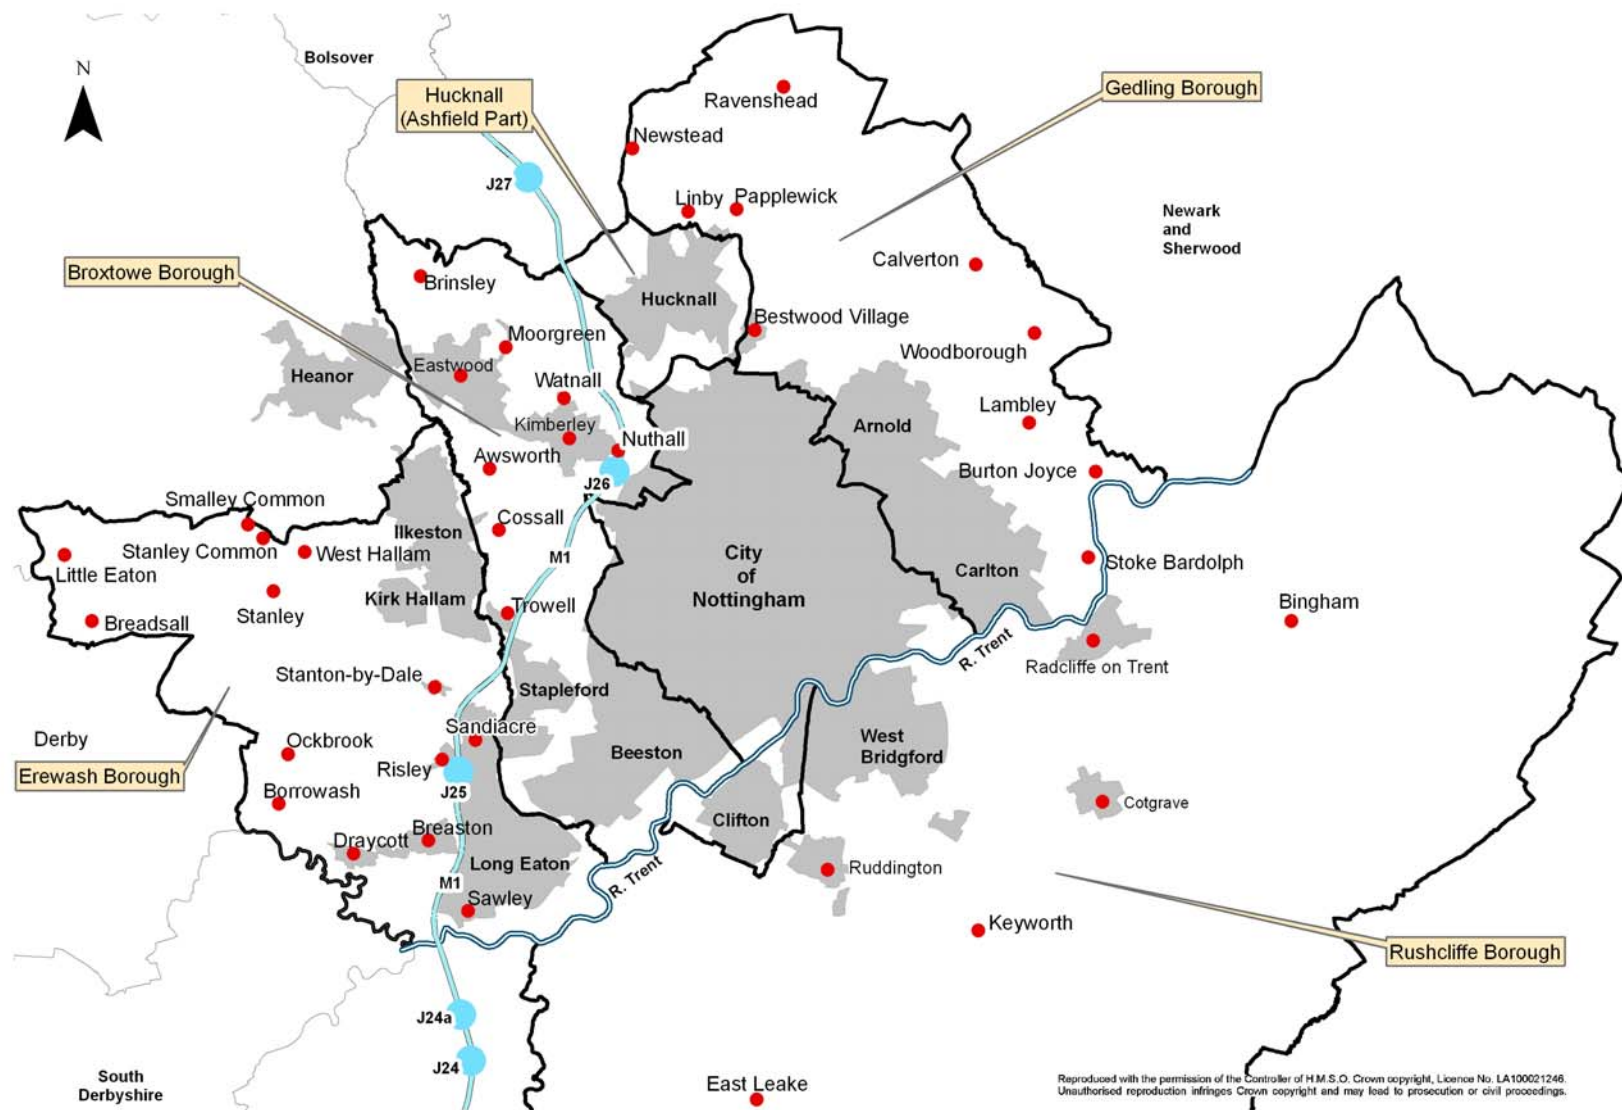 Bolsover
N
Hucknall
(Ashfield Part)
Gedling Borough
Ravenshead
Newstead
J27
Linby
Papplewick
Newark
and
Sherwood
Calverton
Broxtowe Borough
Brinsley
Hucknall
Bestwood Village
Moorgreen
Woodborough
Eastwood
Heanor
Watnall
Lambley
Kimberley
Arnold
Nuthall
Awsworth
Burton Joyce
J26
Smalley Common
Cossall
Ilkeston
Stanley Common
West Hallam
M1
City
of
Nottingham
Stoke Bardolph
Little Eaton
Carlton
Kirk Hallam
Trowell
Bingham
Stanley
Breadsall
R. Trent
Radcliffe on Trent
Stanton-by-Dale
Stapleford
Sandiacre
Derby
Ockbrook
Beeston
West
Bridgford
Risley
Erewash Borough
J25
Borrowash
Cotgrave
Clifton
Breaston
Draycott
Long Eaton
R. Trent
Ruddington
M1
Sawley
Keyworth
Rushcliffe Borough
J24a
J24
South
Derbyshire
East Leake
Reproduced with the permission of the Controller of H.M.S.O. Crown copyright, Licence No. LA100021246.
Unauthorised reproduction infringes Crown copyright and may lead to prosecution or civil proceedings.